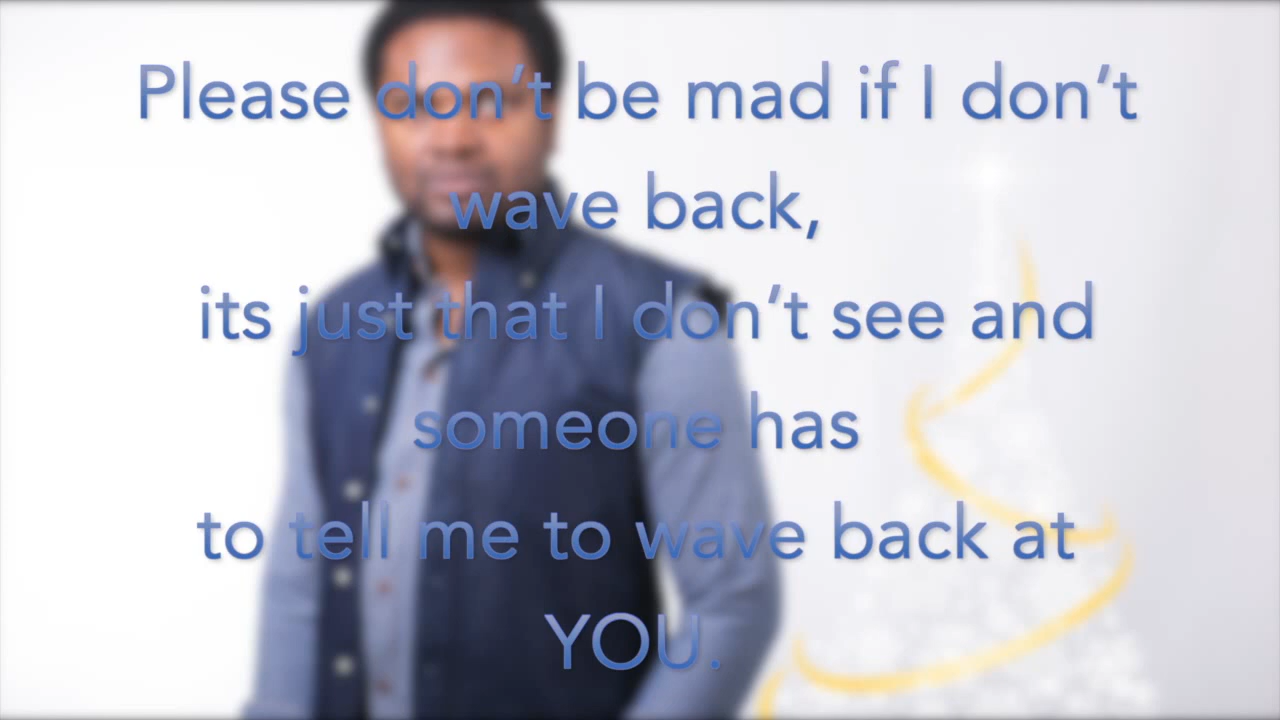 Please don’t be mad if I don’t
wave back,
its just that I don’t see and
someone has
to tell me to wave back at
YOU.